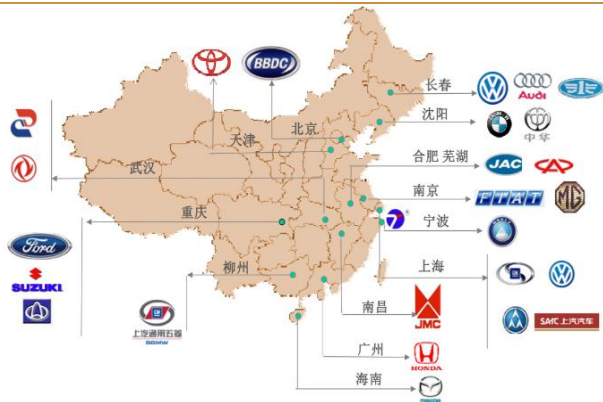 BBDC
长春
Audi
沈阳
中华
天津
北京
合肥 芜湖
JAC
武汉
南京
FIAT
MG
重庆
宁波
Ford
柳州
上海
SUZUKI
上汽通用五菱
SGMW
南昌
JMC
SAIC 上汽汽车
广州
HONDA
海南